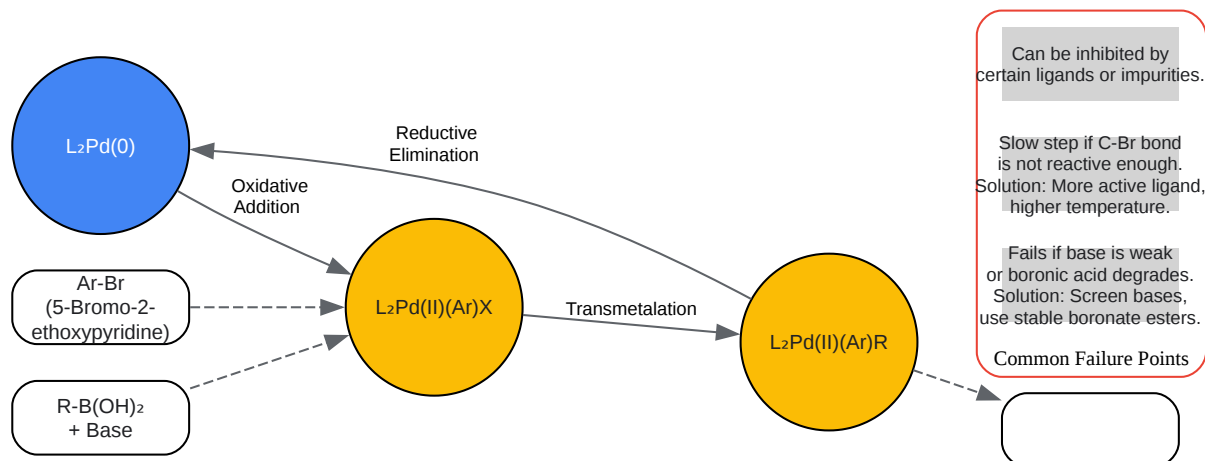 L₂Pd(0)
Reductive
Elimination
Oxidative
Addition
Ar-Br
(5-Bromo-2-
ethoxypyridine)
R-B(OH)₂
+ Base
L₂Pd(II)(Ar)X
Transmetalation
L₂Pd(II)(Ar)R
Can be inhibited by
certain ligands or impurities.
Slow step if C-Br bond
is not reactive enough.
Solution: More active ligand,
higher temperature.
Fails if base is weak
or boronic acid degrades.
Solution: Screen bases,
use stable boronate esters.
Common Failure Points